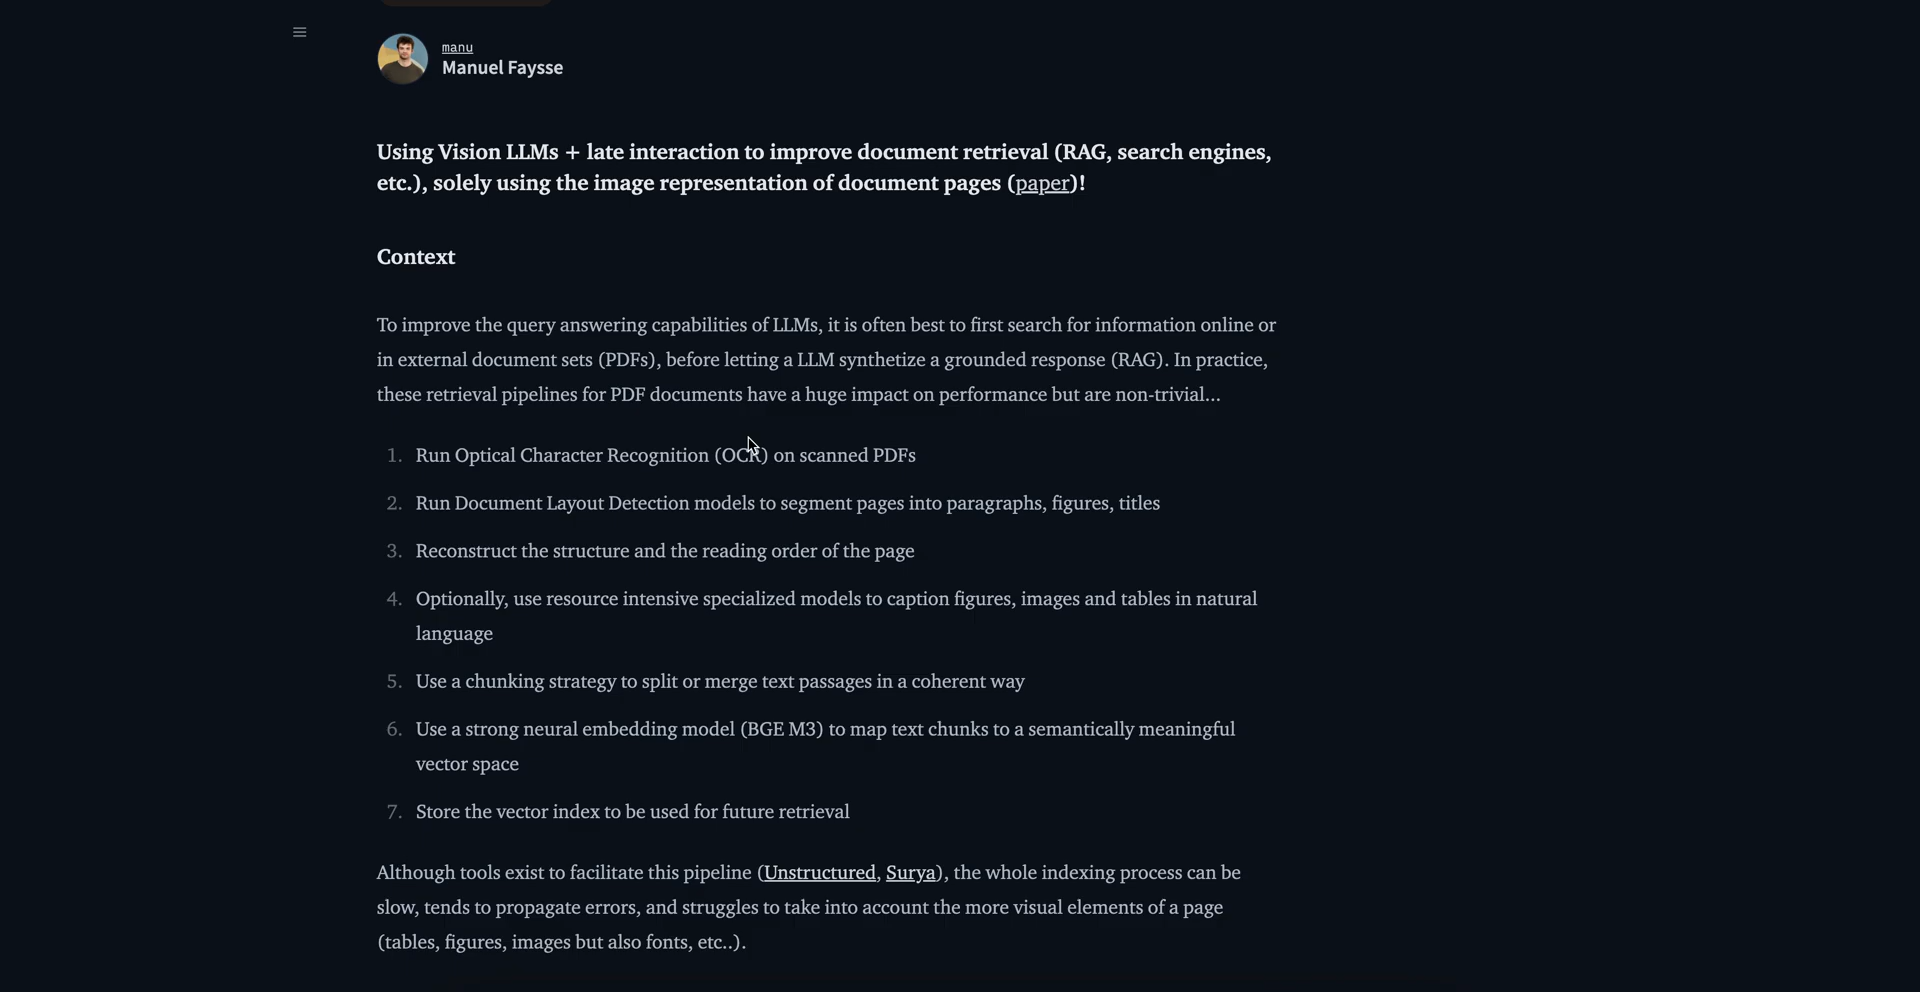 manu
Manuel Faysse
Using Vision LLMs + late interaction to improve document retrieval (RAG, search engines,
etc.), solely using the image representation of document pages (paper)!
Context
To improve the query answering capabilities of LLMs, it is often best to first search for information online or
in external document sets (PDFs), before letting a LLM synthetize a grounded response (RAG). In practice,
these retrieval pipelines for PDF documents have a huge impact on performance but are non-trivial...
1. Run Optical Character Recognition (OCR) on scanned PDFs
2. Run Document Layout Detection models to segment pages into paragraphs, figures, titles
3. Reconstruct the structure and the reading order of the page
4. Optionally, use resource intensive specialized models to caption figures, images and tables in natural
language
5. Use a chunking strategy to split or merge text passages in a coherent way
6. Use a strong neural embedding model (BGE M3) to map text chunks to a semantically meaningful
vector space
7. Store the vector index to be used for future retrieval
Although tools exist to facilitate this pipeline (Unstructured, Surya), the whole indexing process can be
slow, tends to propagate errors, and struggles to take into account the more visual elements of a page
(tables, figures, images but also fonts, etc..).